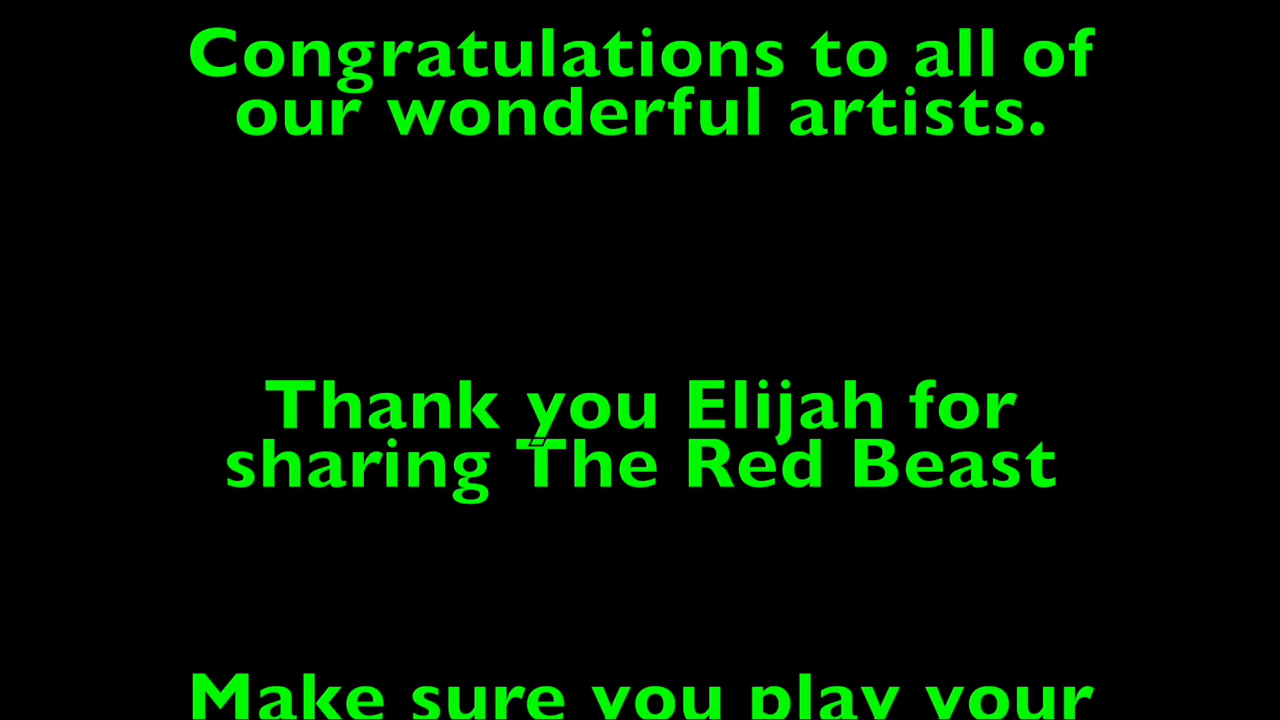 Congratulations to all of
our wonderful artists.
Thank you Elijah for
sharing The Red Beast
Make sure you play your